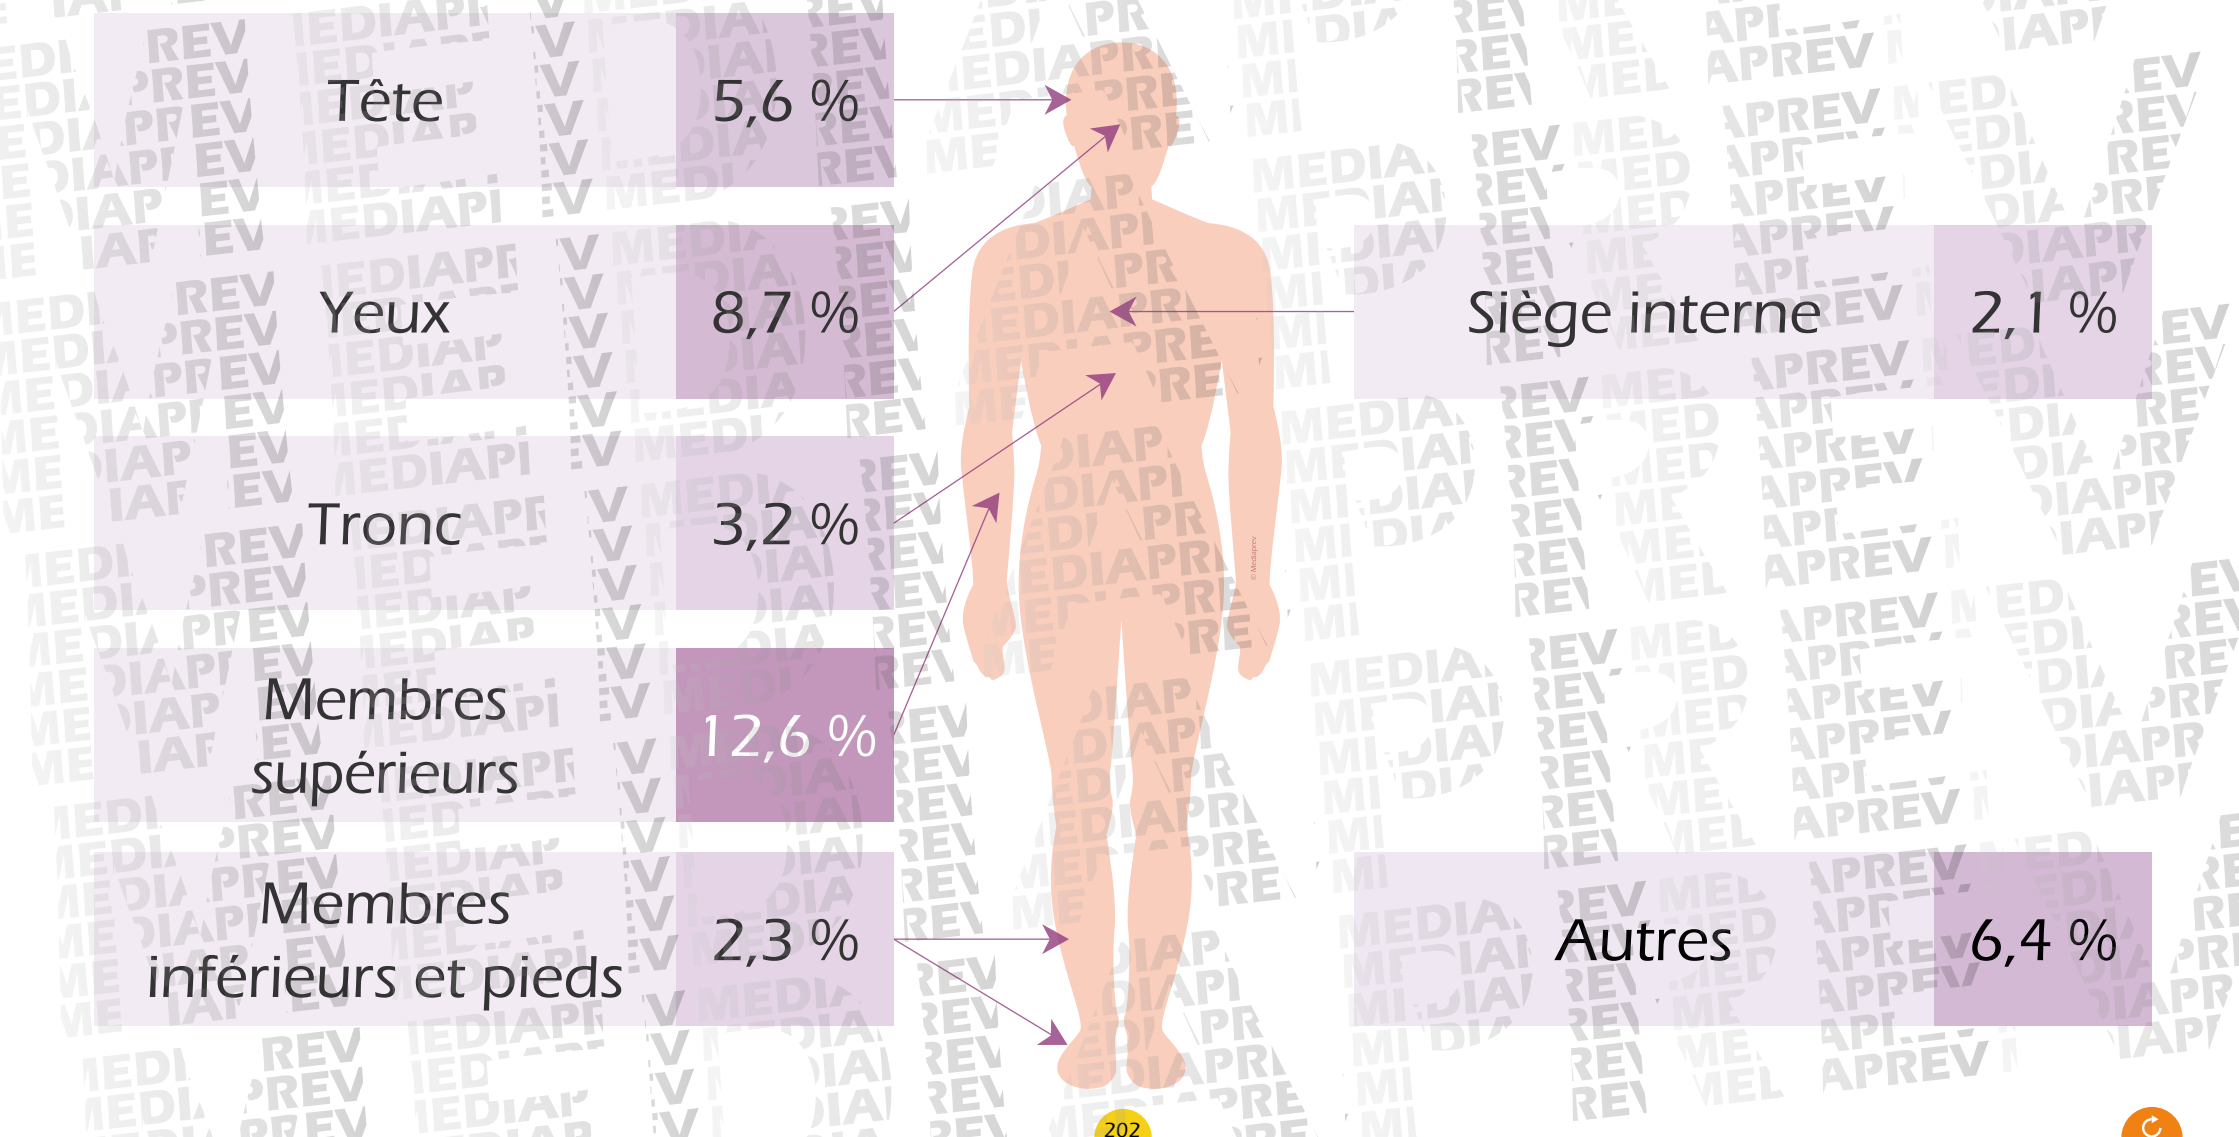 Tête
5,6 %
Yeux
8,7 %
Tronc
3,2 %
Membres
supérieurs
12,6 %
Membres
inférieurs et pieds
2,3 %
Siège interne
2,1 %
Autres
6,4 %
© Mediaprev
202